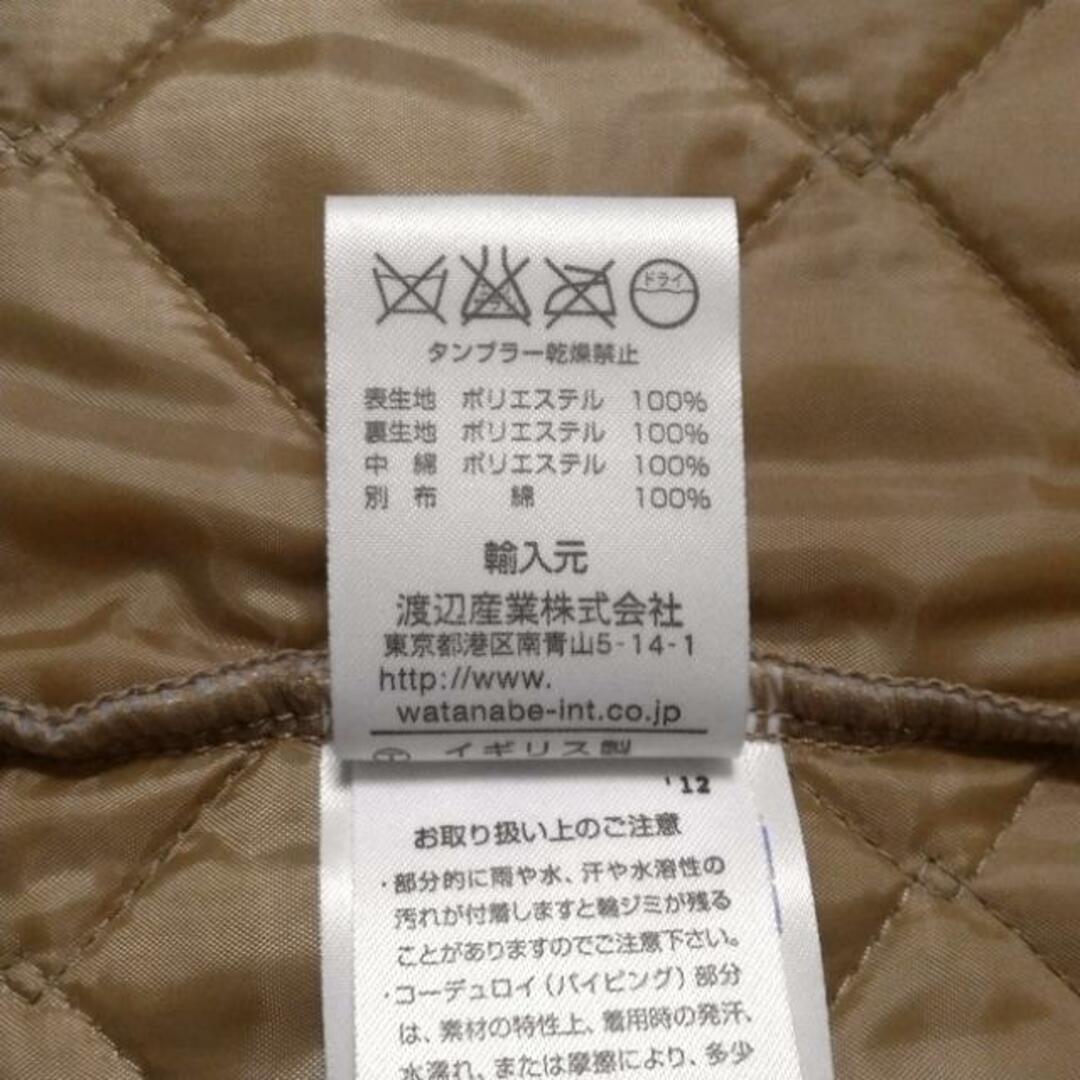 ドライ
タンブラー乾燥禁止
表生地 ポリエステル 100%
裏生地 ポリエステル 100%
中 綿 ポリエステル 100%
別 布 綿 100%
輸入元
渡辺産業株式会社
東京都港区南青山5-14-1
http://www.
watanabe-int.co.jp
イギリス製
'12
お取り扱い上のご注意
・部分的に雨や水、汗や水溶性の
汚れが付着しますと輪ジミが残る
ことがありますのでご注意下さい。
・コーデュロイ(パイピング)部分
は、素材の特性上、着用時の発汗、
水濡れ、または摩擦により、多少